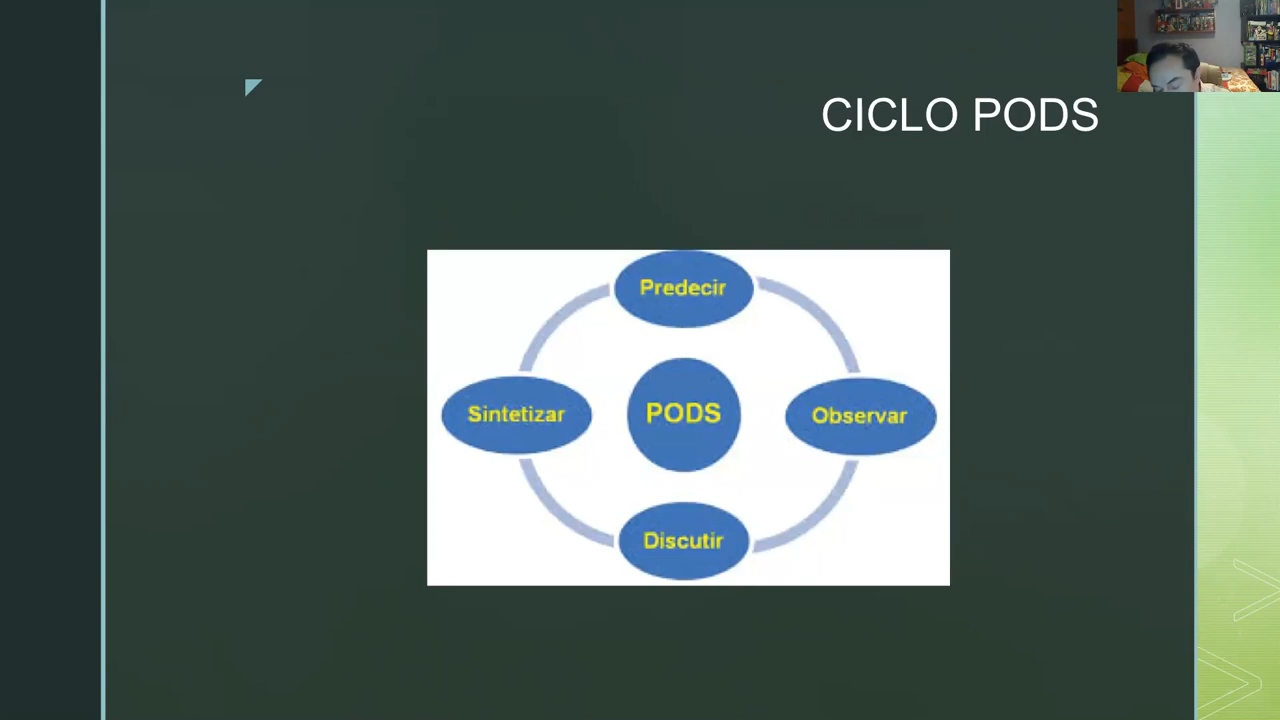 CICLO PODS
Predecir
Sintetizar
PODS
Observar
Discutir